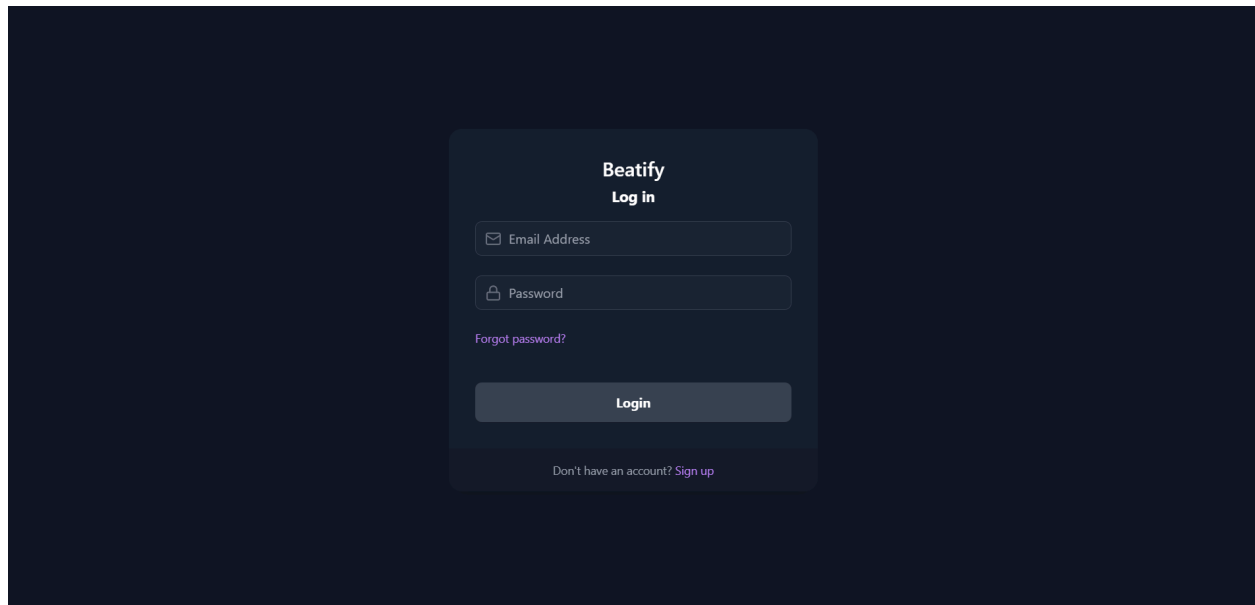 Beatify
Log in
Email Address
Password
Forgot password?
Login
Don't have an account? Sign up